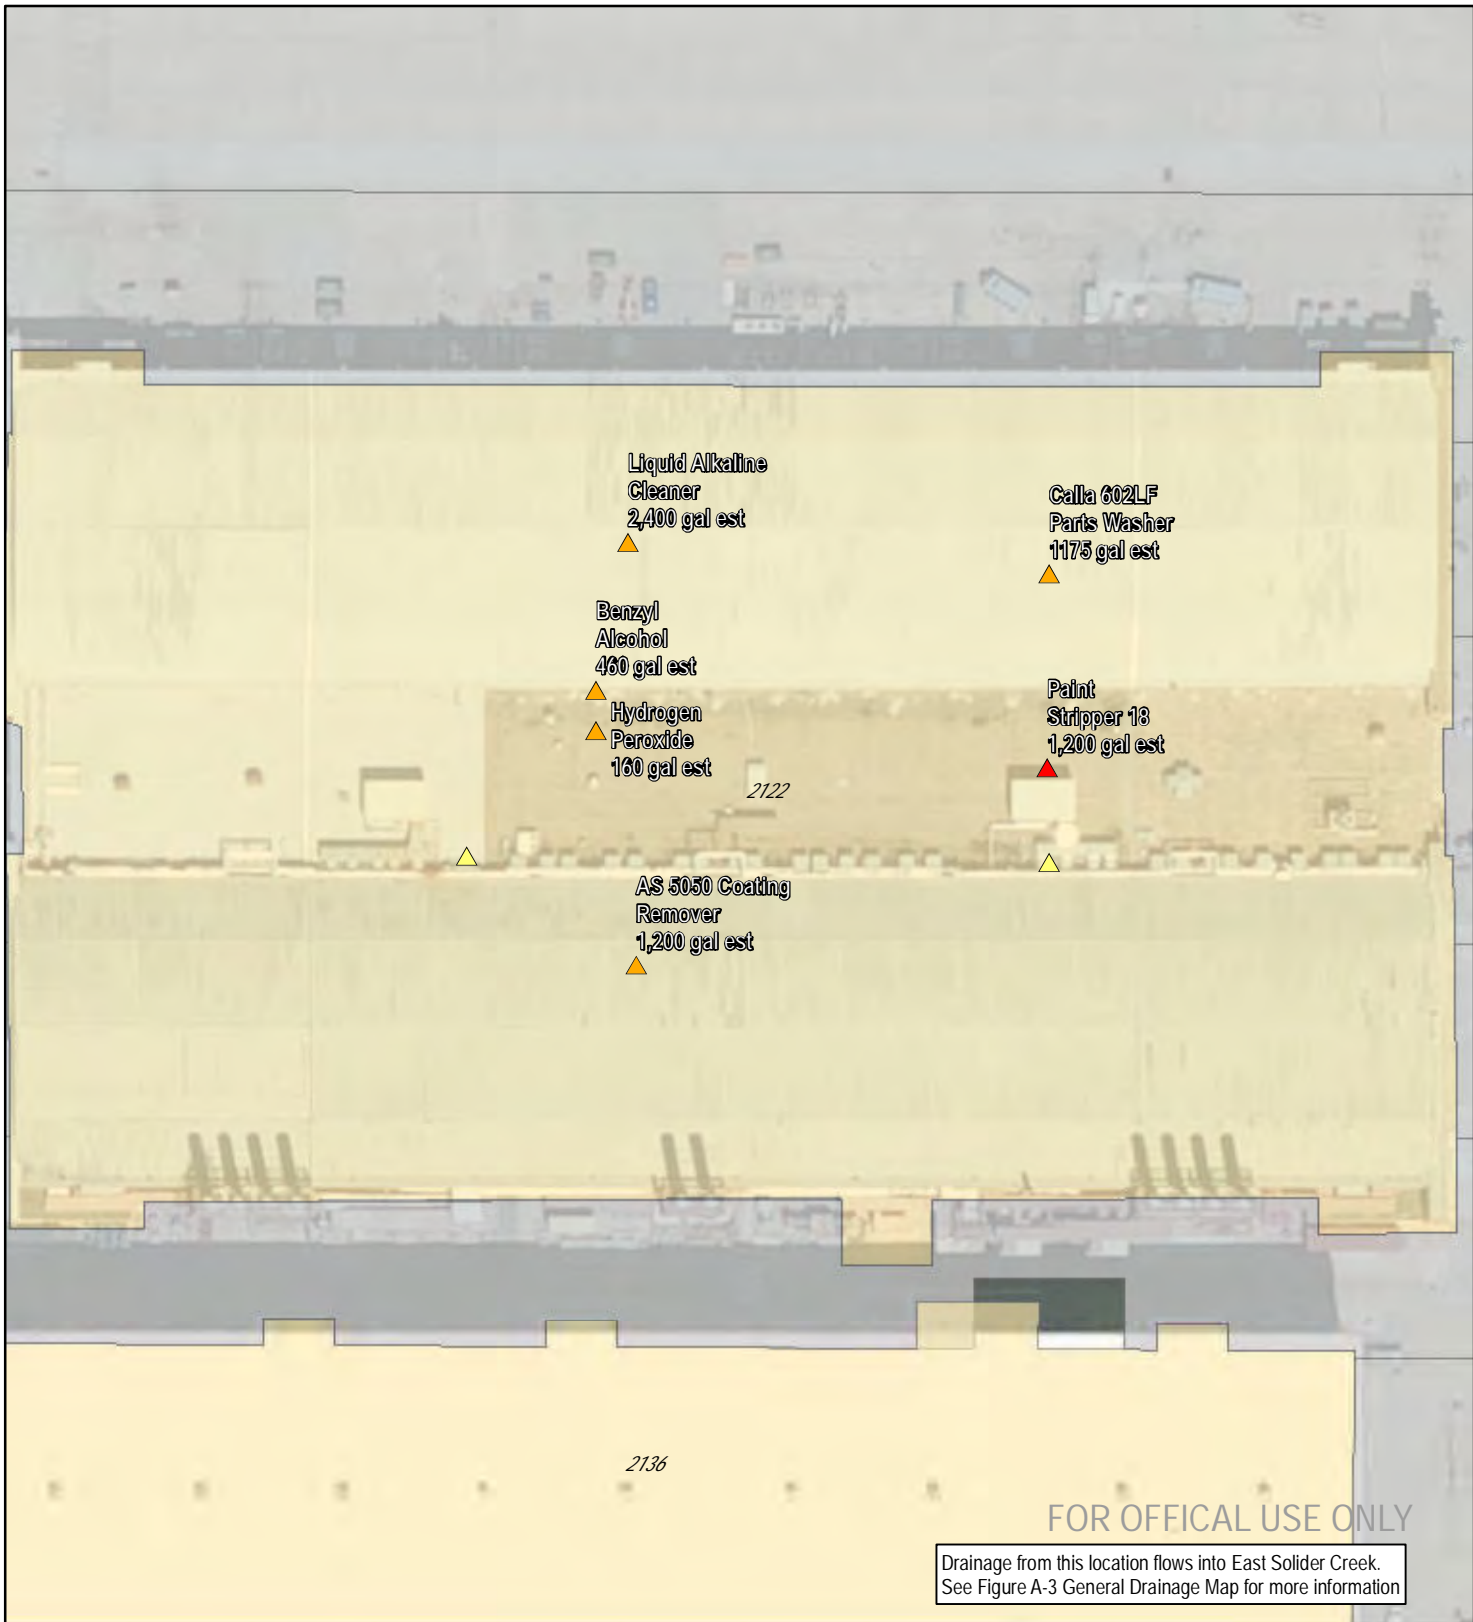 Liquid Alkaline
Cleaner
2,400 gal est
Calla 602LF
Parts Washer
1175 gal est
Benzyl
Alcohol
460 gal est
Hydrogen
Peroxide
160 gal est
Paint
Stripper 18
1,200 gal est
2122
AS 5050 Coating
Remover
1,200 gal est
2136
FOR OFFICAL USE ONLY
Drainage from this location flows into East Solider Creek.
See Figure A-3 General Drainage Map for more information